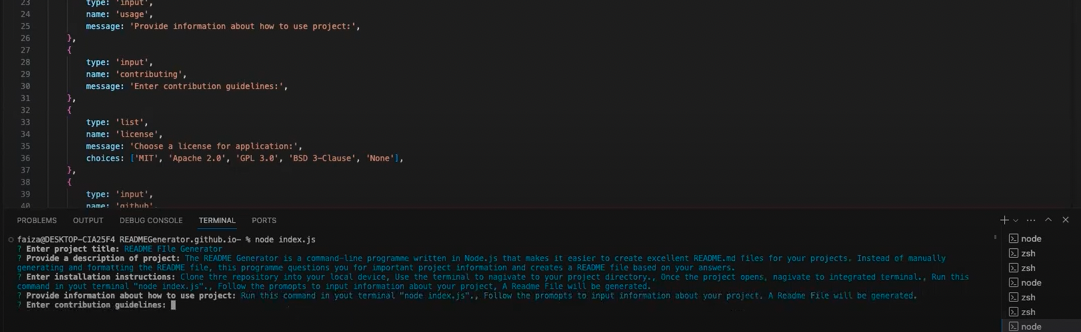 23 type: 'input',
24 name: 'usage',
25 message: 'Provide information about how to use project:',
26 },
27 {
28 type: 'input',
29 name: 'contributing',
30 message: 'Enter contribution guidelines:',
31 },
32 {
33 type: 'list',
34 name: 'license',
35 message: 'Choose a license for application:',
36 choices: ['MIT', 'Apache 2.0', 'GPL 3.0', 'BSD 3-Clause', 'None'],
37 },
38 {
39 type: 'input',
40 name: 'github',
PROBLEMS OUTPUT DEBUG CONSOLE TERMINAL PORTS
faiza@DESKTOP-CIA25F4 READMEGenerator.github.io- % node index.js
? Enter project title: README FIle Generator
? Provide a description of project: The README Generator is a command-line programme written in Node.js that makes it easier to create excellent README.md files for your projects. Instead of manually
generating and formatting the README file, this programme questions you for important project information and creates a README file based on your answers.
? Enter installation instructions: Clone thre repository into your local device, Use the terminal to nagivate to your project directory., Once the project opens, nagivate to integrated terminal., Run this
command in yout terminal "node index.js"., Follow the promopts to input information about your project, A Readme File will be generated.
? Provide information about how to use project: Run this command in yout terminal "node index.js"., Follow the promopts to input information about your project, A Readme File will be generated.
? Enter contribution guidelines:
node
zsh
zsh
node
zsh
zsh
node